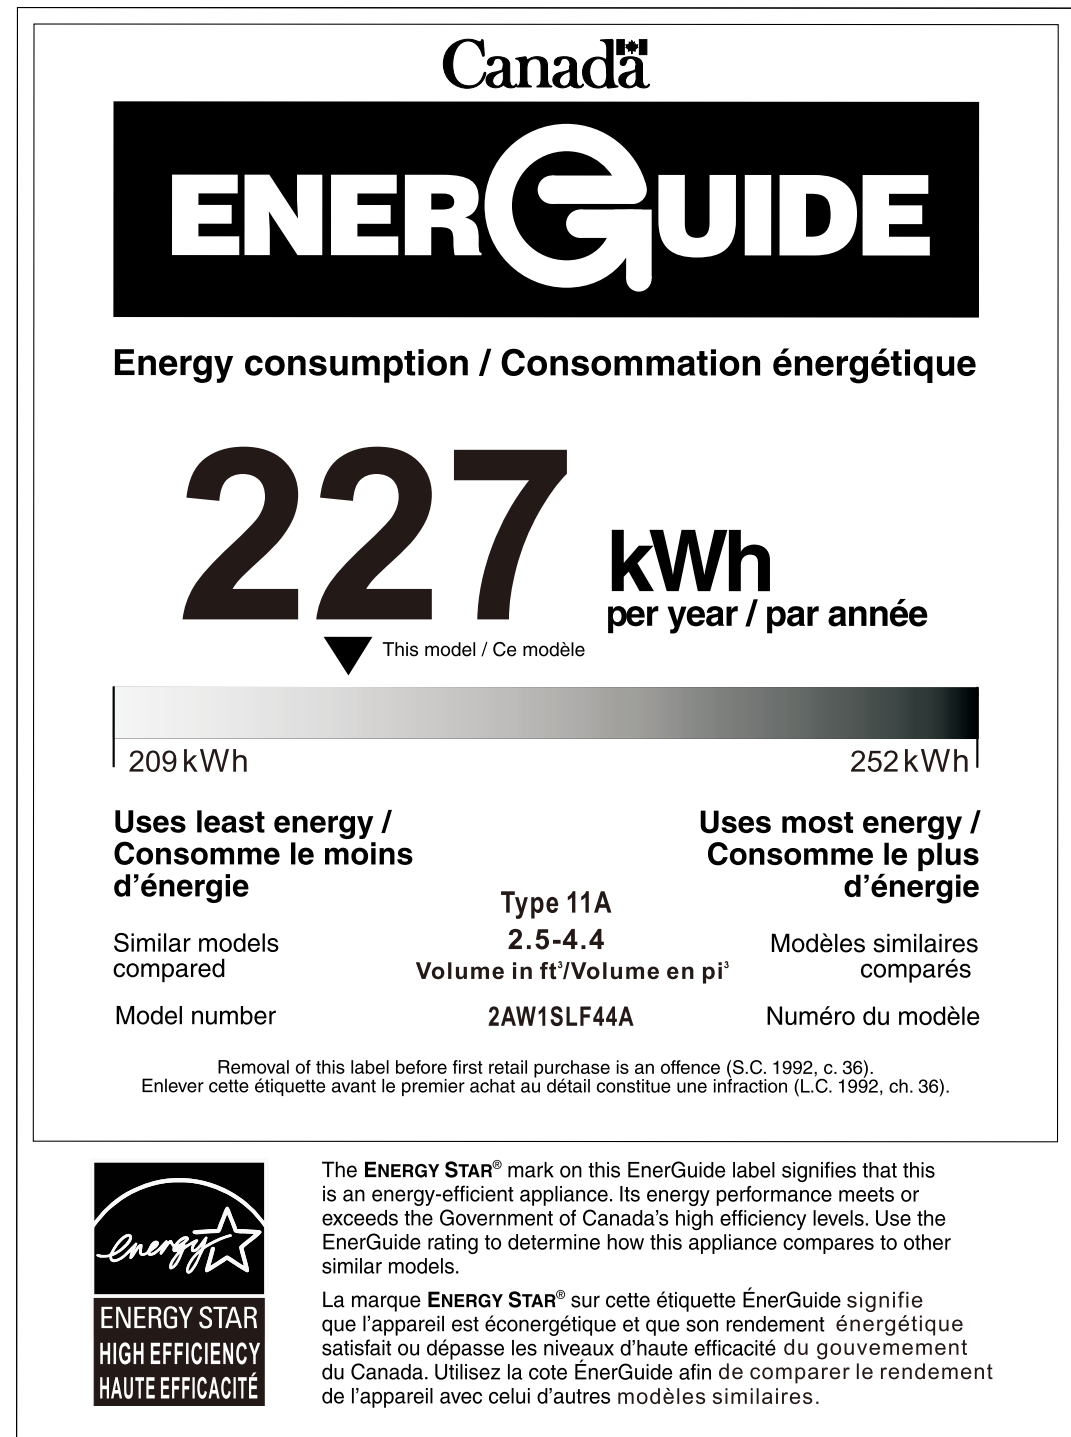 Canada
ENERGUIDE
Energy consumption / Consommation énergétique
227
kWh
per year / par année
This model / Ce modèle
209 kWh
252 kWh
Uses least energy /
Consomme le moins
d'énergie
Uses most energy /
Consomme le plus
d'énergie
Type 11A
2.5-4.4
Volume in ft³/Volume en pi³
Similar models
compared
Modèles similaires
comparés
Model number
2AW1SLF44A
Numéro du modèle
Removal of this label before first retail purchase is an offence (S.C. 1992, c. 36).
Enlever cette étiquette avant le premier achat au détail constitue une infraction (L.C. 1992, ch. 36).
energy
ENERGY STAR
HIGH EFFICIENCY
HAUTE EFFICACITÉ
The ENERGY STAR® mark on this EnerGuide label signifies that this
is an energy-efficient appliance. Its energy performance meets or
exceeds the Government of Canada's high efficiency levels. Use the
EnerGuide rating to determine how this appliance compares to other
similar models.
La marque ENERGY STAR® sur cette étiquette ÉnerGuide signifie
que l'appareil est éconergétique et que son rendement énergétique
satisfait ou dépasse les niveaux d'haute efficacité du gouvemement
du Canada. Utilisez la cote ÉnerGuide afin de comparer le rendement
de l'appareil avec celui d'autres modèles similaires.